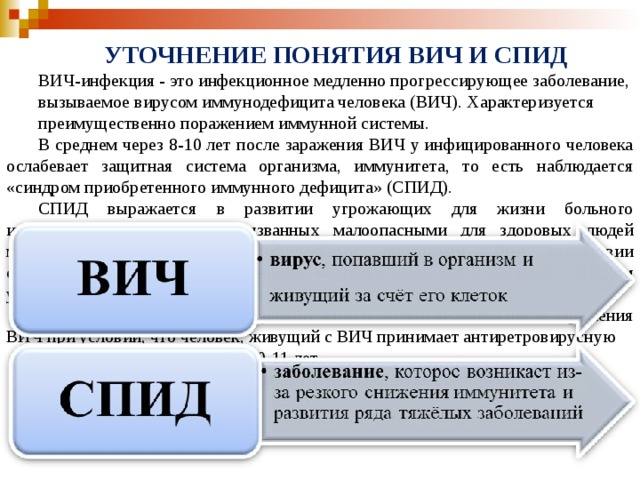 УТОЧНЕНИЕ ПОНЯТИЯ ВИЧ И СПИД
ВИЧ-инфекция - это инфекционное медленно прогрессирующее заболевание,
вызываемое вирусом иммунодефицита человека (ВИЧ). Характеризуется
преимущественно поражением иммунной системы.
В среднем через 8-10 лет после заражения ВИЧ у инфицированного человека
ослабевает защитная система организма, иммунитета, то есть наблюдается
«синдром приобретенного иммунного дефицита» (СПИД).
СПИД выражается в развитии угрожающих для жизни больного
малоопасными для здоровых людей
ВИЧ
• вирус, попавший в организм и
живущий за счёт его клеток
ВИЧ при условии, что человек, живущий с ВИЧ принимает антиретровирусную
лет
СПИД
• заболевание, которое возникает из-
за резкого снижения иммунитета и
развития ряда тяжёлых заболеваний